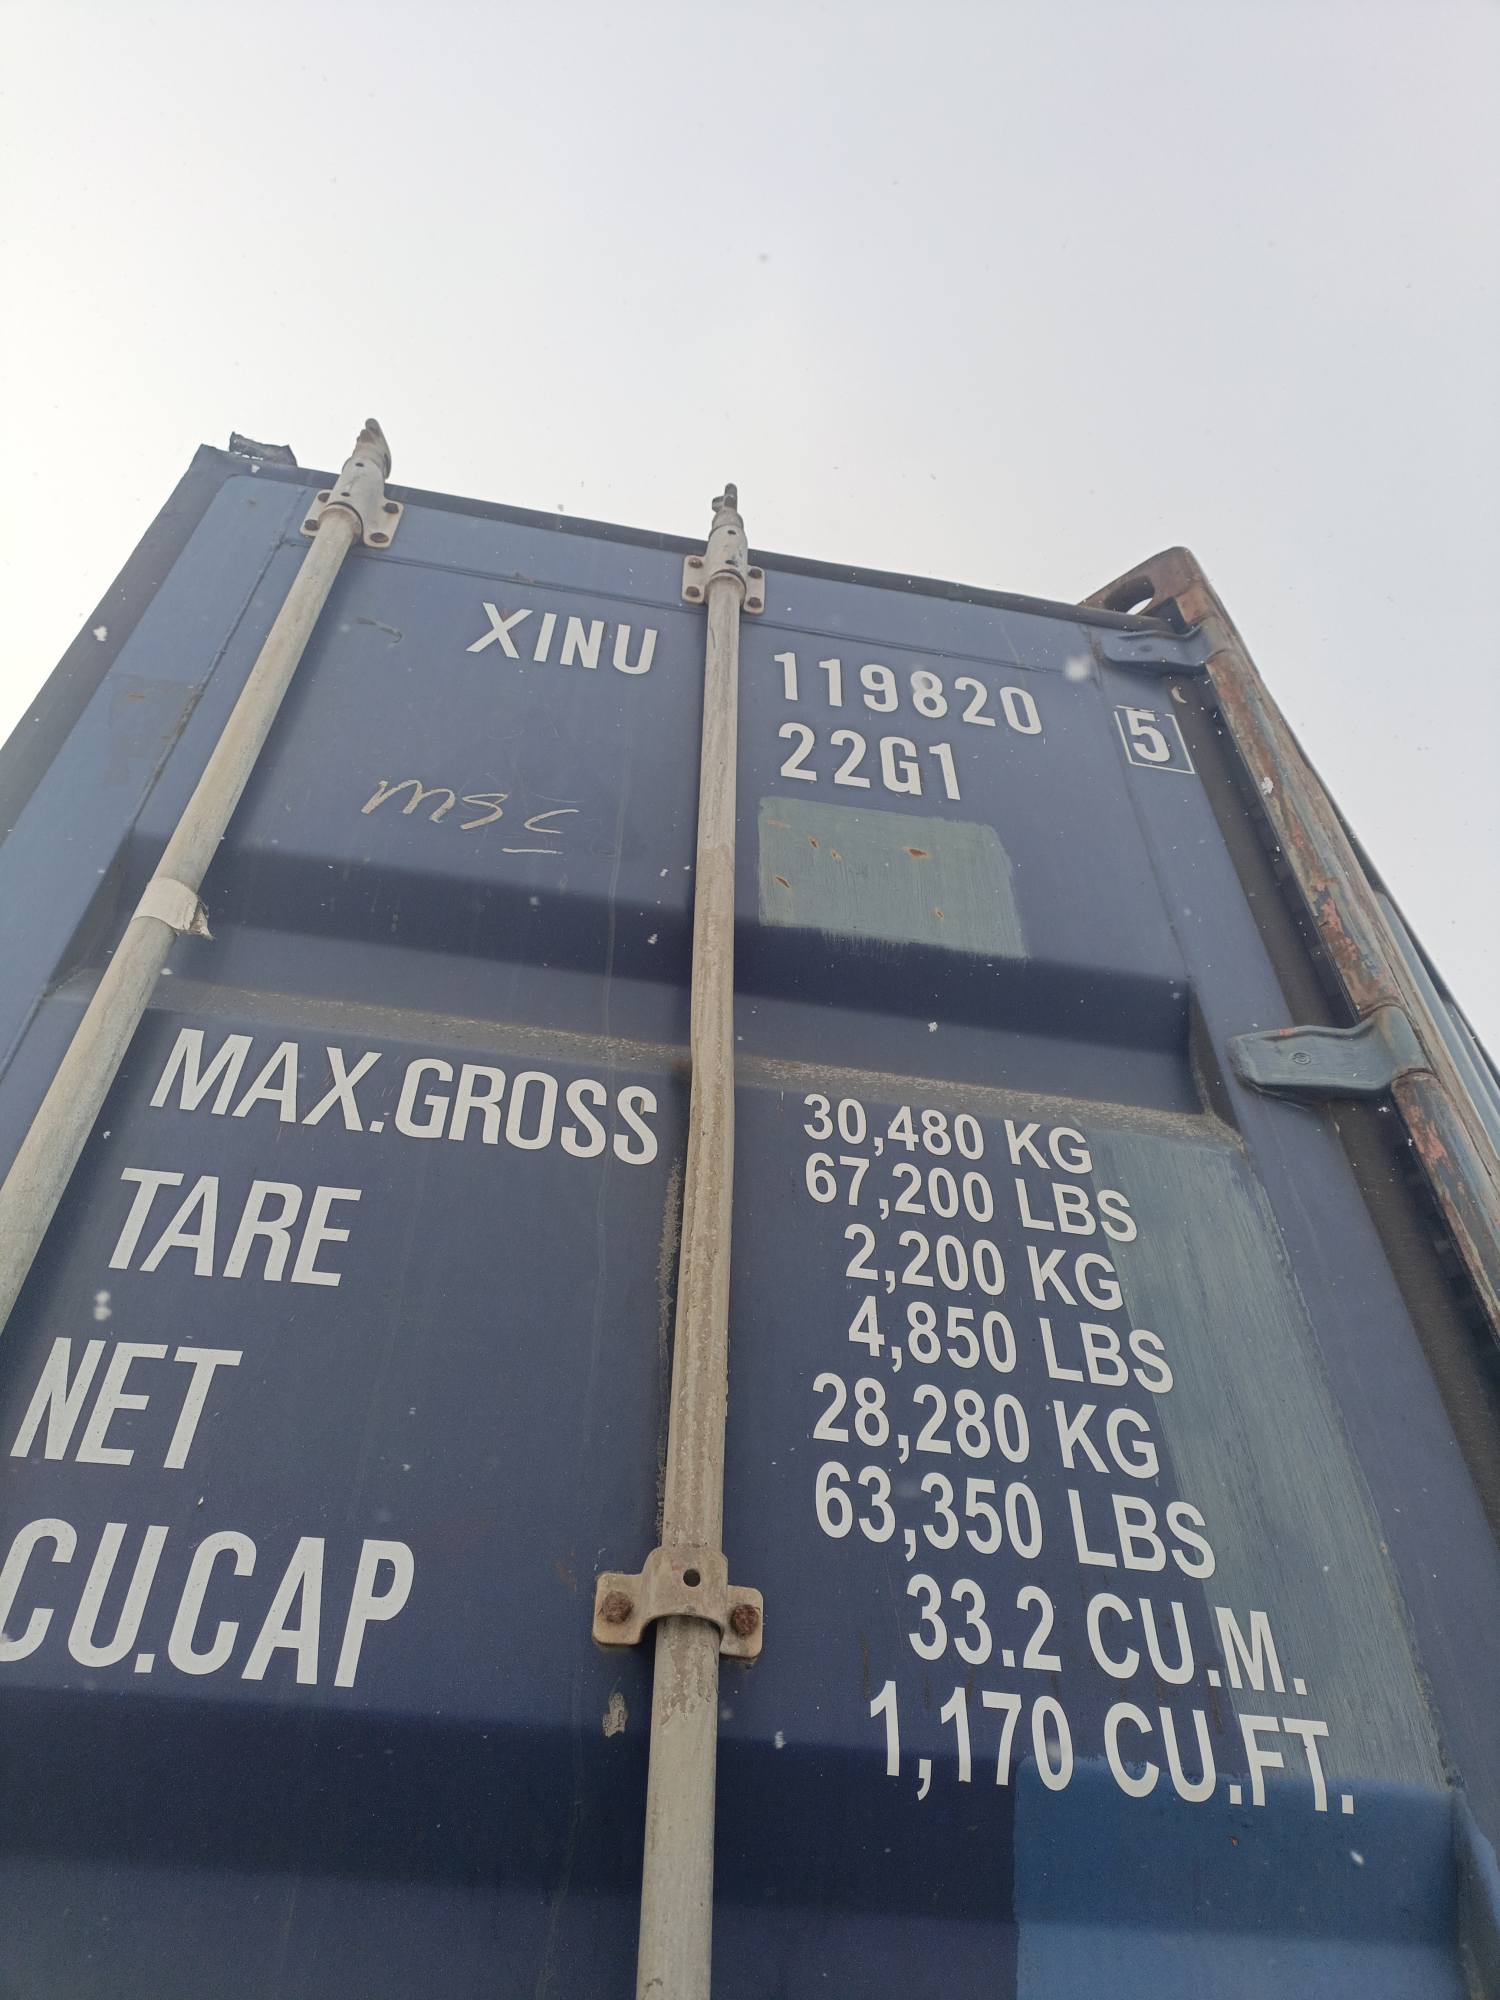 XINU 119820 5
22G1
msc
MAX.GROSS 30,480 KG
67,200 LBS
TARE 2,200 KG
4,850 LBS
NET 28,280 KG
63,350 LBS
CU.CAP 33.2 CU.M.
1,170 CU.FT.